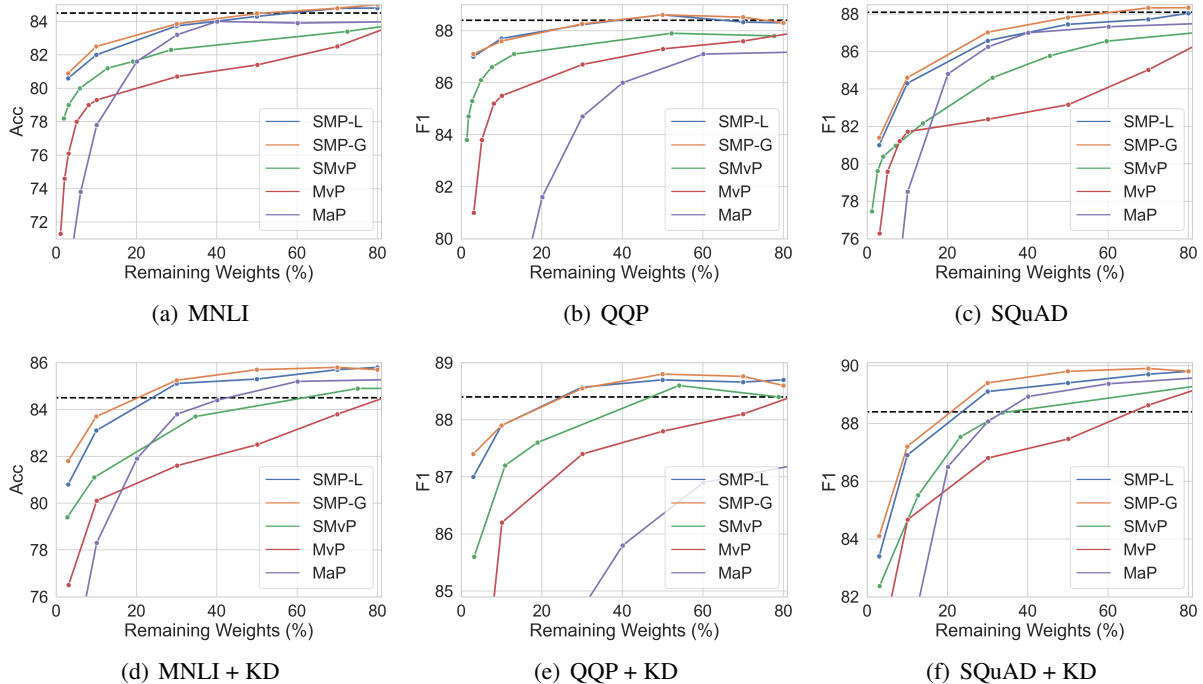 84
82
80
78
76
74
72
Acc
0
20
40
60
80
Remaining Weights (%)
SMP-L
SMP-G
SMvP
MvP
MaP
(a) MNLI
88
86
84
82
80
F1
0
20
40
60
80
Remaining Weights (%)
SMP-L
SMP-G
SMvP
MvP
MaP
(b) QQP
88
86
84
82
80
78
76
F1
0
20
40
60
80
Remaining Weights (%)
SMP-L
SMP-G
SMvP
MvP
MaP
(c) SQuAD
86
84
82
80
78
76
Acc
0
20
40
60
80
Remaining Weights (%)
SMP-L
SMP-G
SMvP
MvP
MaP
(d) MNLI + KD
89
88
87
86
85
F1
0
20
40
60
80
Remaining Weights (%)
SMP-L
SMP-G
SMvP
MvP
MaP
(e) QQP + KD
90
88
86
84
82
F1
0
20
40
60
80
Remaining Weights (%)
SMP-L
SMP-G
SMvP
MvP
MaP
(f) SQuAD + KD